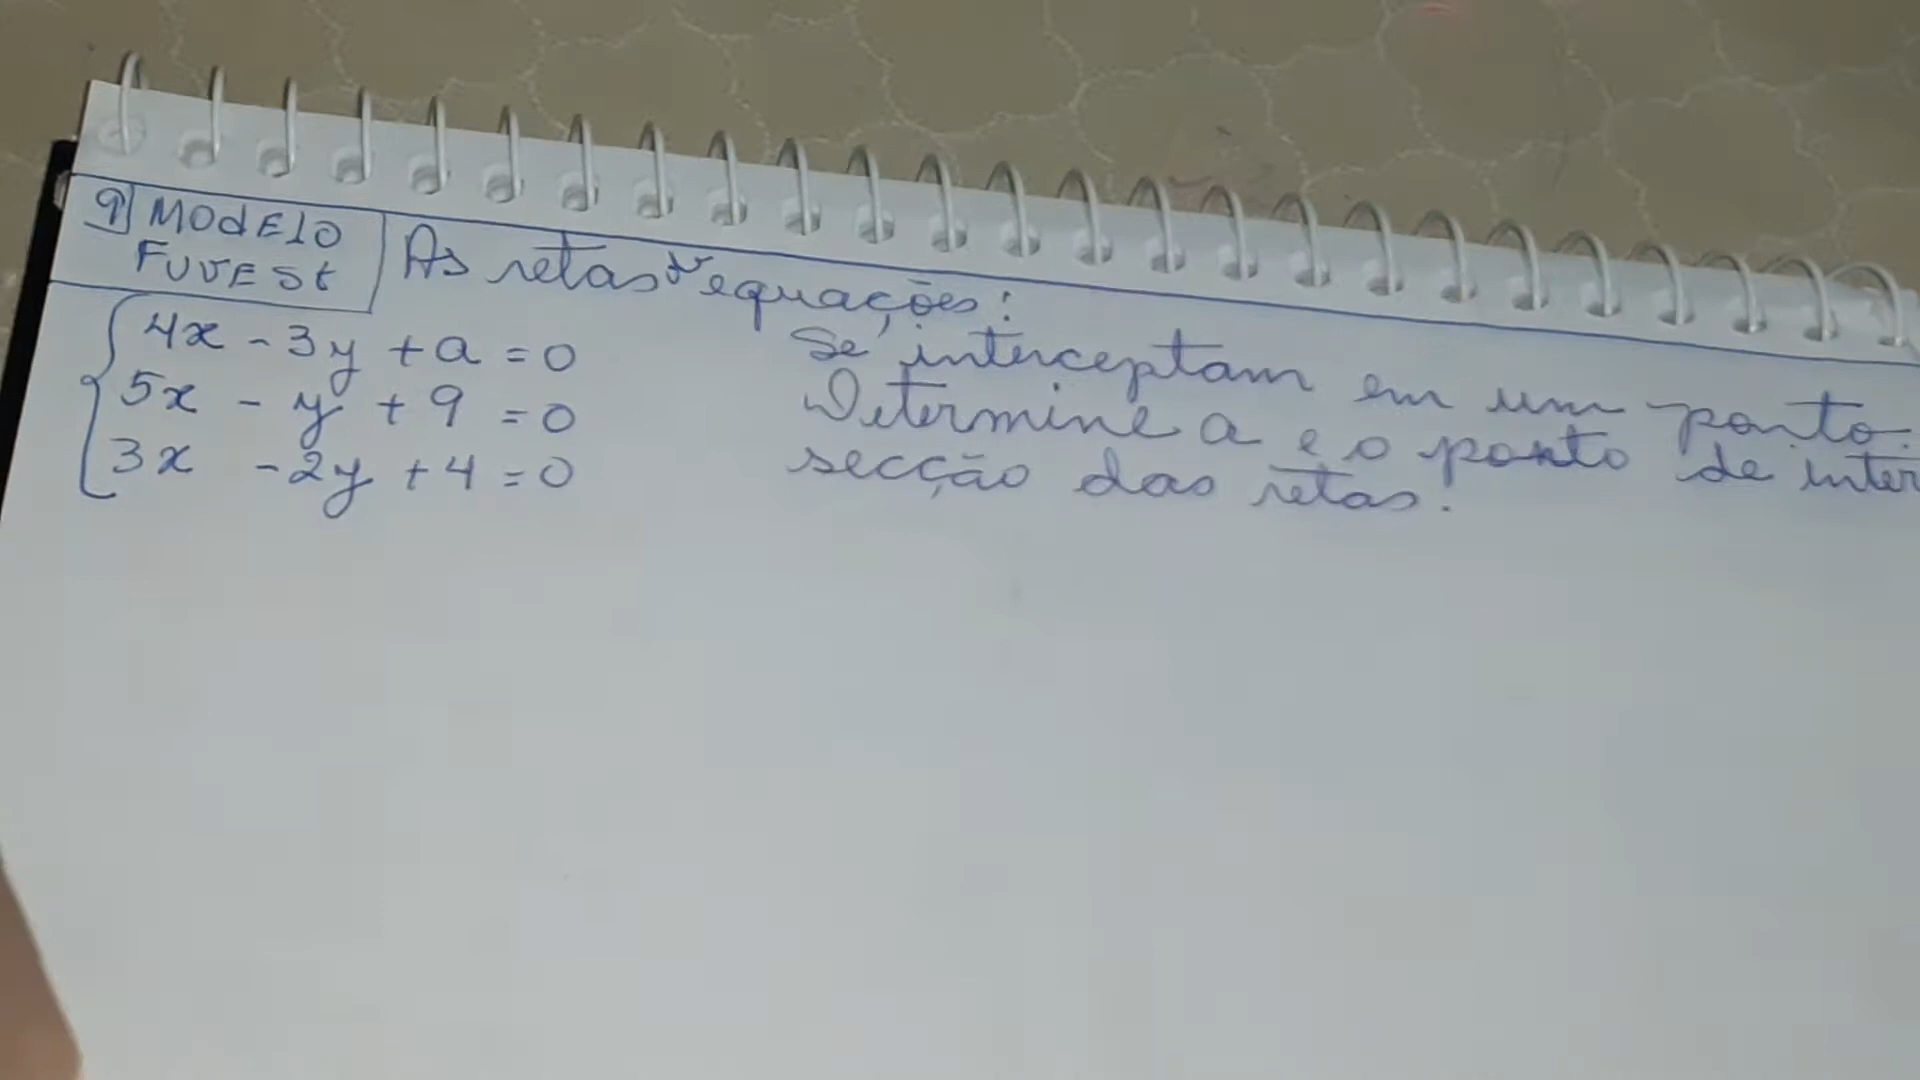 9) MODELO
FUVEST
As retas de equações:
4x - 3y + a = 0
5x - y + 9 = 0
3x - 2y + 4 = 0
Se interceptam em um ponto.
Determine a e o ponto de inter
secção das retas.